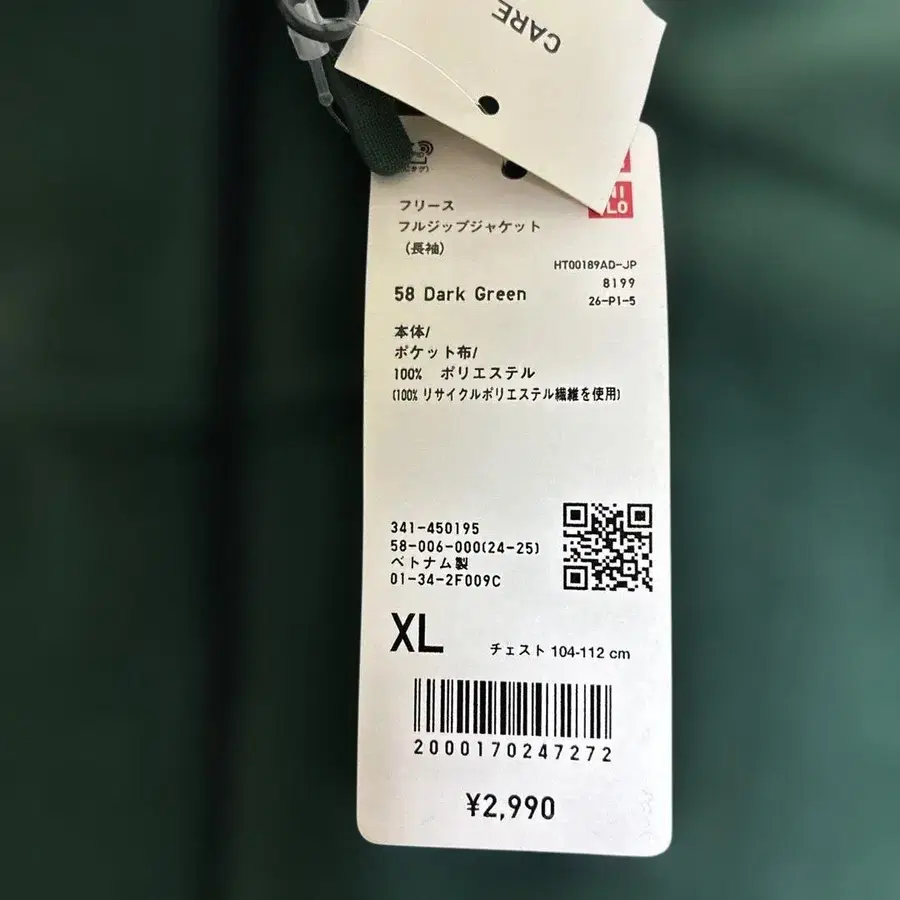 CARE
フリース
フルジップジャケット
(長袖)
HT00189AD-JP
58 Dark Green
8199
26-P1-5
本体/
ポケット布/
100% ポリエステル
(100% リサイクルポリエステル繊維を使用)
341-450195
58-006-000(24-25)
ベトナム製
01-34-2F009C
XL
チェスト 104-112 cm
2000170247272
¥2,990